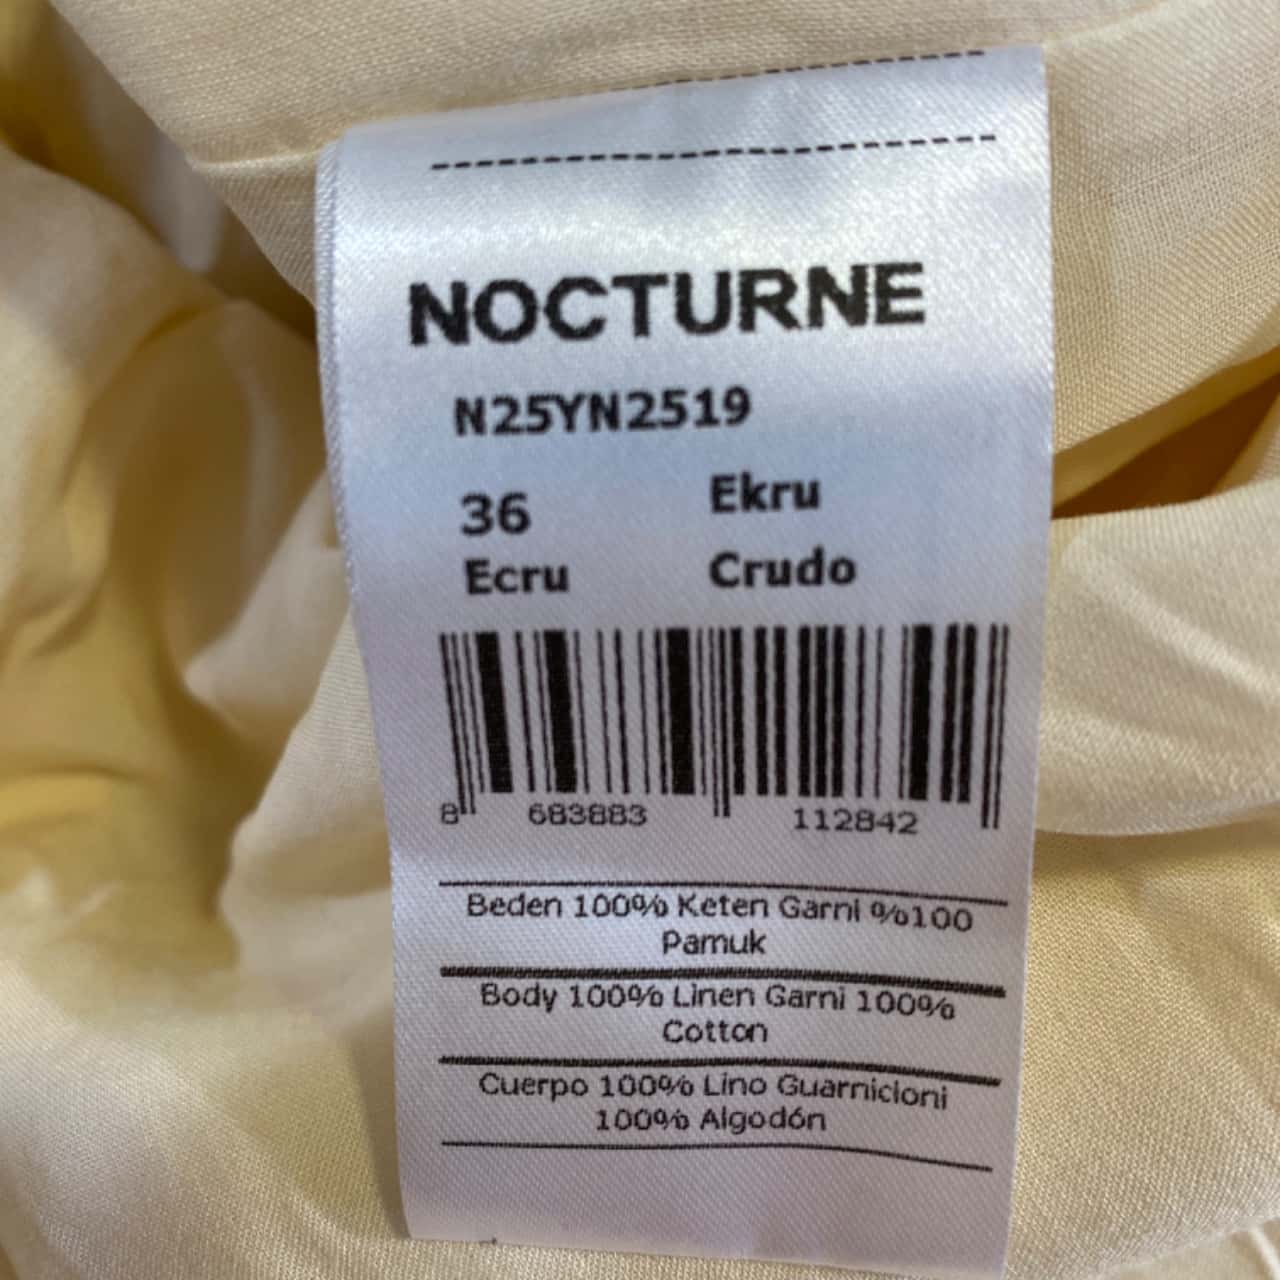 NOCTURNE
N25YN2519
36 Ekru
Ecru Crudo
8 683883 112842
Beden 100% Keten Garni %100
Pamuk
Body 100% Linen Garni 100%
Cotton
Cuerpo 100% Lino Guarnicioni
100% Algodón